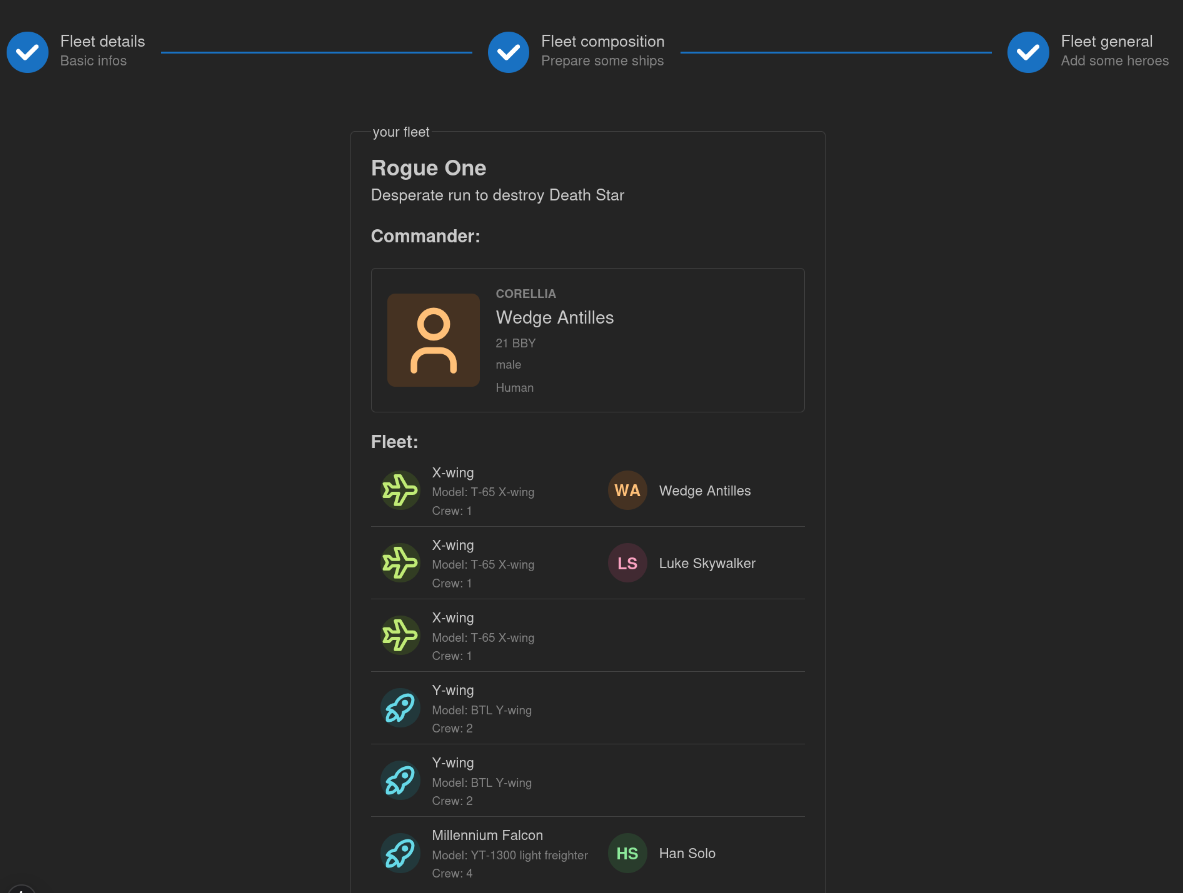 Fleet details
Basic infos
Fleet composition
Prepare some ships
Fleet general
Add some heroes
your fleet
Rogue One
Desperate run to destroy Death Star
Commander:
CORELLIA
Wedge Antilles
21 BBY
male
Human
Fleet:
X-wing
Model: T-65 X-wing
Crew: 1
WA
Wedge Antilles
X-wing
Model: T-65 X-wing
Crew: 1
LS
Luke Skywalker
X-wing
Model: T-65 X-wing
Crew: 1
Y-wing
Model: BTL Y-wing
Crew: 2
Y-wing
Model: BTL Y-wing
Crew: 2
Millennium Falcon
Model: YT-1300 light freighter
Crew: 4
HS
Han Solo